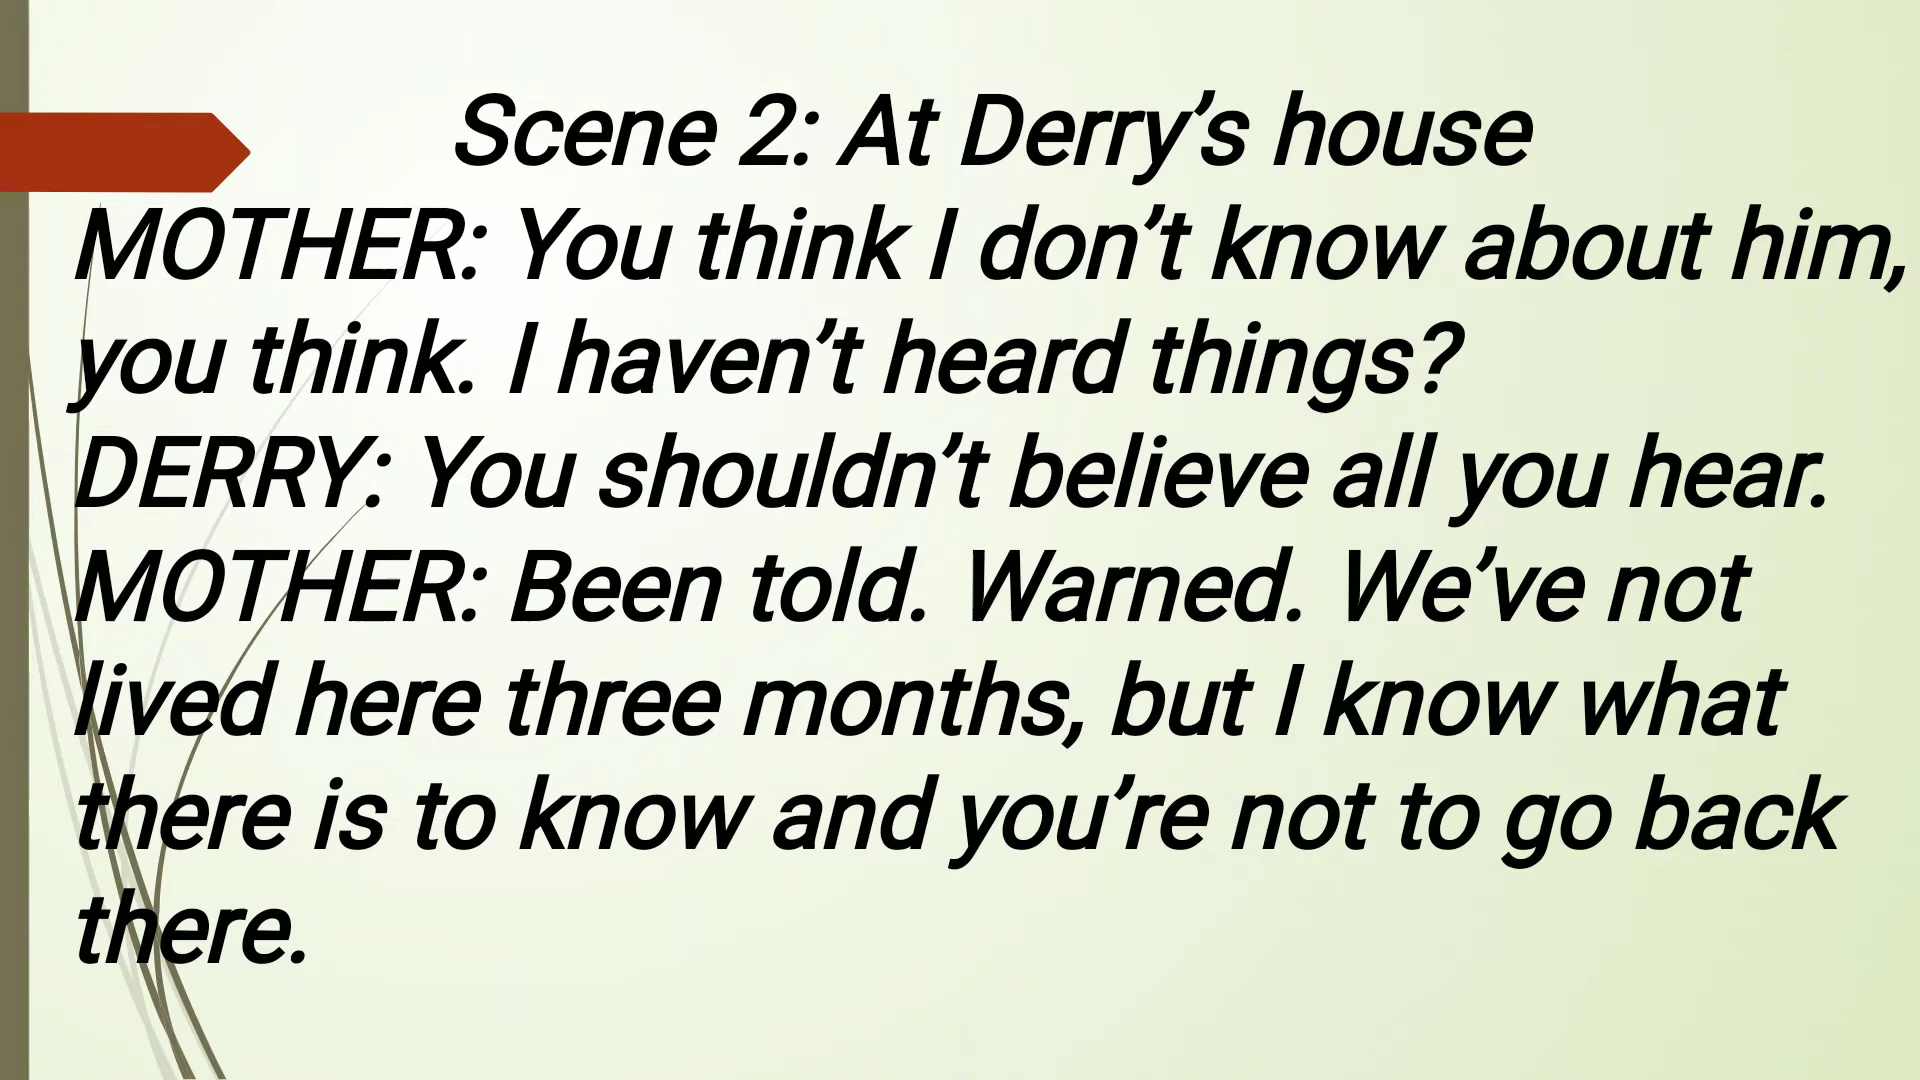 Scene 2: At Derry’s house
MOTHER: You think I don’t know about him,
you think. I haven’t heard things?
DERRY: You shouldn’t believe all you hear.
MOTHER: Been told. Warned. We’ve not
lived here three months, but I know what
there is to know and you’re not to go back
there.